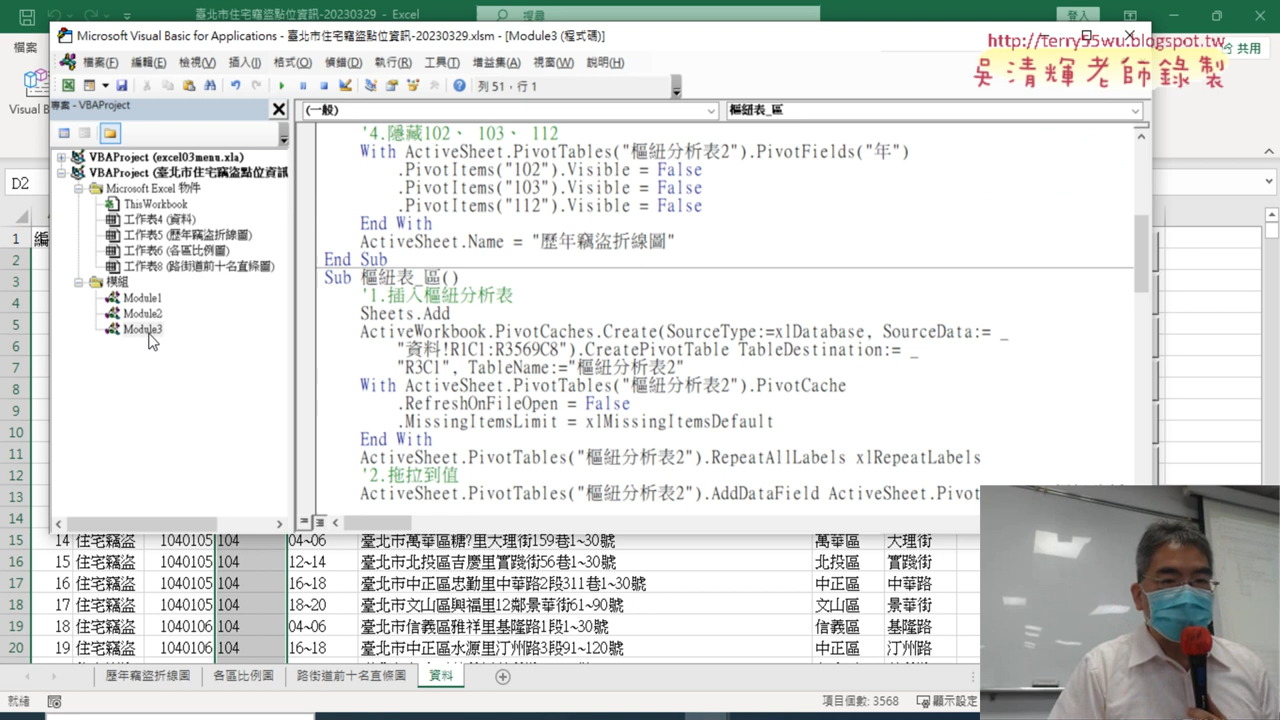 臺北市住宅竊盜點位資訊-20230329 - Excel
搜尋
登入
檔案
共用
Visual B
Microsoft Visual Basic for Applications - 臺北市住宅竊盜點位資訊-20230329.xlsm - [Module3 (程式碼)]
http://terry55wu.blogspot.tw
吳清輝老師錄製
檔案(F) 編輯(E) 檢視(V) 插入(I) 格式(O) 偵錯(D) 執行(R) 工具(T) 增益集(A) 視窗(W) 說明(H)
列 51, 行 1
專案 - VBAProject
VBAProject (excel03menu.xla)
VBAProject (臺北市住宅竊盜點位資訊
Microsoft Excel 物件
ThisWorkbook
工作表4 (資料)
工作表5 (歷年竊盜折線圖)
工作表6 (各區比例圖)
工作表8 (路街道前十名直條圖)
模組
Module1
Module2
Module3
(一般)
樞紐表_區
'4.隱藏102、 103、 112
With ActiveSheet.PivotTables("樞紐分析表2").PivotFields("年")
.PivotItems("102").Visible = False
.PivotItems("103").Visible = False
.PivotItems("112").Visible = False
End With
ActiveSheet.Name = "歷年竊盜折線圖"
End Sub
Sub 樞紐表_區()
'1.插入樞紐分析表
Sheets.Add
ActiveWorkbook.PivotCaches.Create(SourceType:=xlDatabase, SourceData:= _
"資料!R1C1:R3569C8").CreatePivotTable TableDestination:= _
"R3C1", TableName:="樞紐分析表2"
With ActiveSheet.PivotTables("樞紐分析表2").PivotCache
.RefreshOnFileOpen = False
.MissingItemsLimit = xlMissingItemsDefault
End With
ActiveSheet.PivotTables("樞紐分析表2").RepeatAllLabels xlRepeatLabels
'2.拖拉到值
ActiveSheet.PivotTables("樞紐分析表2").AddDataField ActiveSheet.Pivot
D2
1 編
2
3
4
5
6
7
8
9
10
11
12
13
14
15 14 住宅竊盜 1040105 104 04~06 臺北市萬華區糖?里大理街159巷1~30號 萬華區 大理街
16 15 住宅竊盜 1040105 104 12~14 臺北市北投區吉慶里實踐街56巷1~30號 北投區 實踐街
17 16 住宅竊盜 1040105 104 16~18 臺北市中正區忠勤里中華路2段311巷1~30號 中正區 中華路
18 17 住宅竊盜 1040105 104 18~20 臺北市文山區興福里12鄰景華街61~90號 文山區 景華街
19 18 住宅竊盜 1040106 104 04~06 臺北市信義區雅祥里基隆路1段1~30號 信義區 基隆路
20 19 住宅竊盜 1040106 104 16~18 臺北市中正區水源里汀州路3段91~120號 中正區 汀州路
歷年竊盜折線圖 各區比例圖 路街道前十名直條圖 資料
就緒
項目個數: 3568
顯示設定